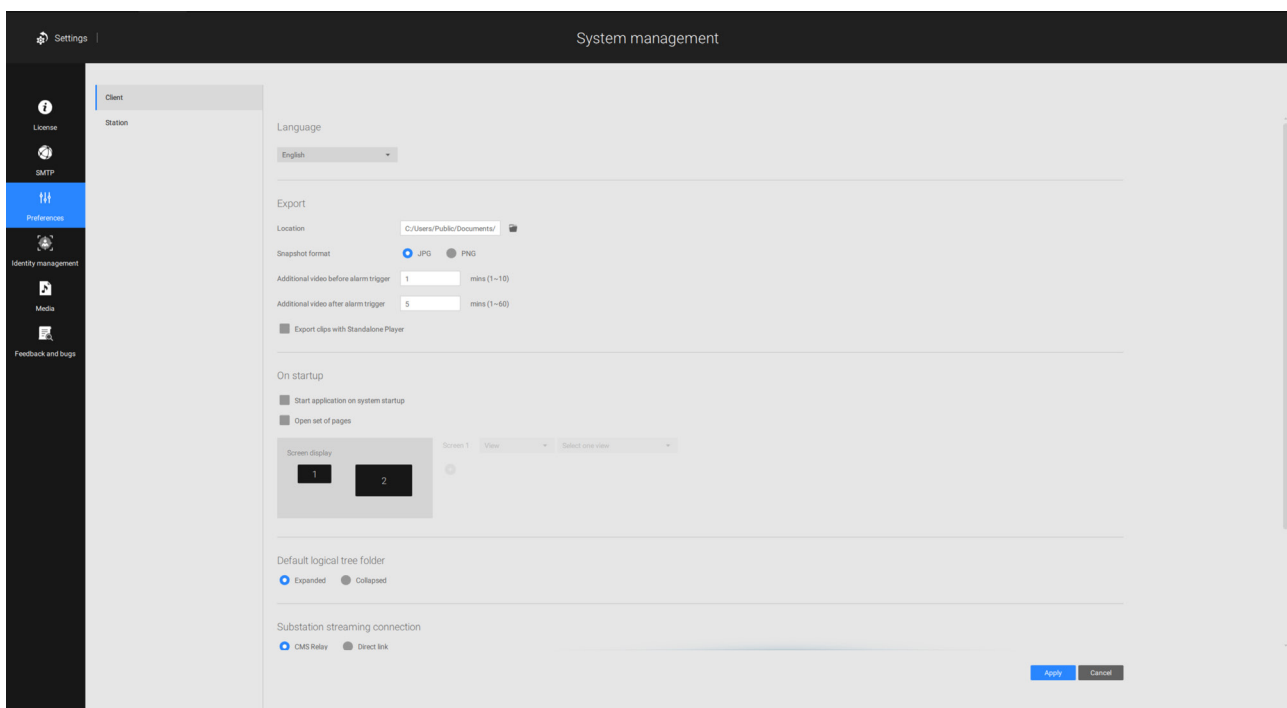 Settings
System management
License
SMTP
Preferences
Identity management
Media
Feedback and bugs
Client
Station
Language
English
Export
Location C:/Users/Public/Documents/
Snapshot format JPG PNG
Additional video before alarm trigger 1 mins (1~10)
Additional video after alarm trigger 5 mins (1~60)
Export clips with Standalone Player
On startup
Start application on system startup
Open set of pages
Screen display
1
2
Screen 1 View Select one view
Default logical tree folder
Expanded Collapsed
Substation streaming connection
CMS Relay Direct link
Apply Cancel